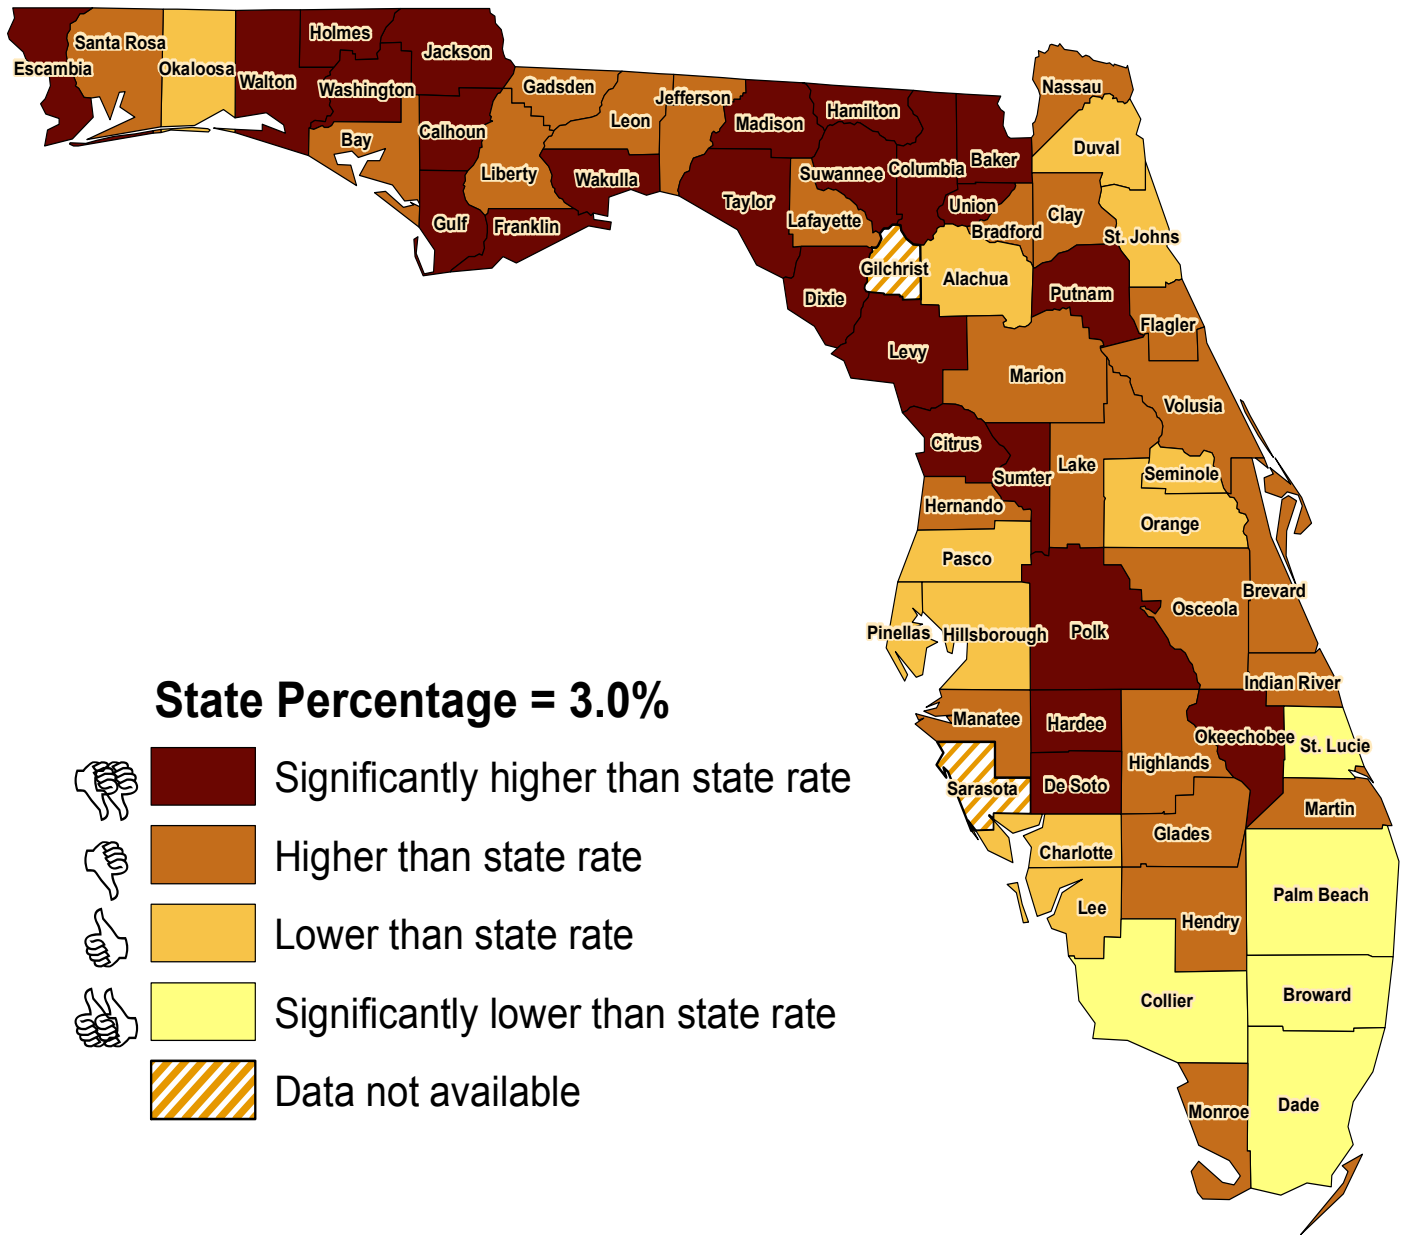 Holmes
Santa Rosa
Jackson
Escambia
Okaloosa
Walton
Washington
Gadsden
Nassau
Jefferson
Leon
Madison
Hamilton
Calhoun
Bay
Duval
Baker
Columbia
Liberty
Suwannee
Wakulla
Taylor
Union
Clay
Lafayette
Gulf
Franklin
Bradford
St. Johns
Gilchrist
Alachua
Putnam
Dixie
Flagler
Levy
Marion
Volusia
Citrus
Lake
Sumter
Seminole
Hernando
Orange
Pasco
Brevard
Osceola
Pinellas
Hillsborough
Polk
Indian River
Manatee
Hardee
Okeechobee
St. Lucie
Highlands
Sarasota
De Soto
Martin
Glades
Charlotte
Palm Beach
Lee
Hendry
Collier
Broward
Monroe
Dade
State Percentage = 3.0%
Significantly higher than state rate
Higher than state rate
Lower than state rate
Significantly lower than state rate
Data not available